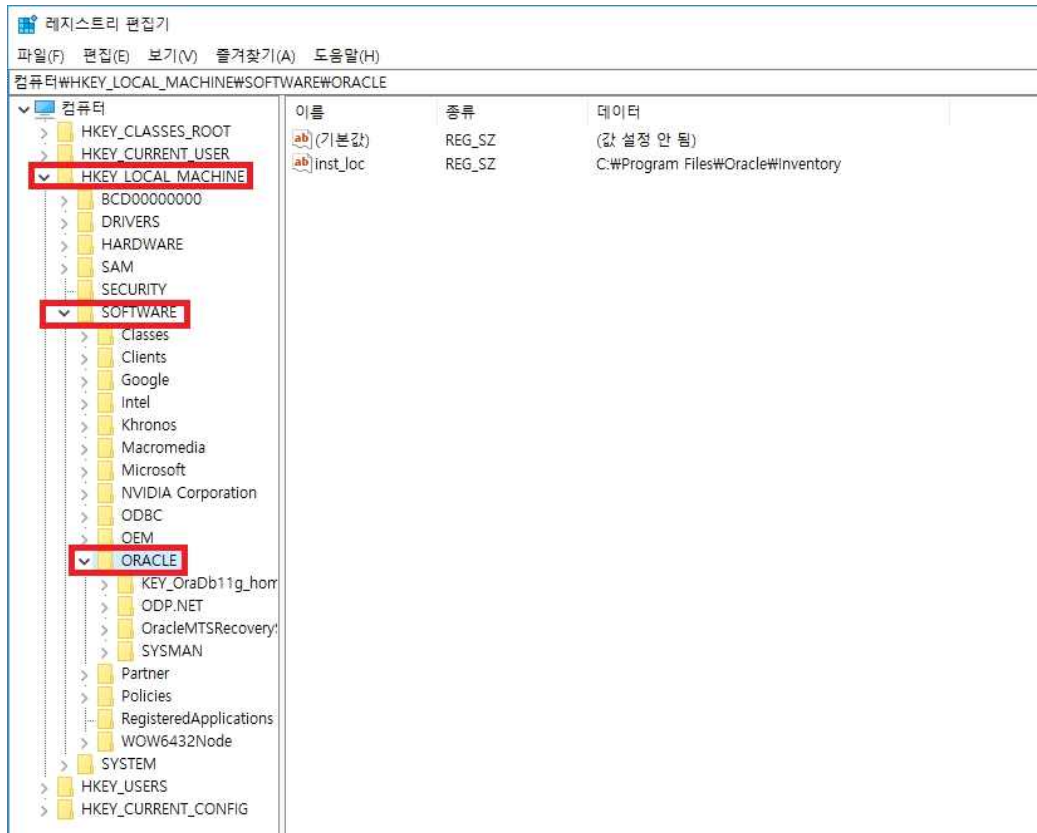 레지스트리 편집기
파일(F) 편집(E) 보기(V) 즐겨찾기(A) 도움말(H)
컴퓨터₩HKEY_LOCAL_MACHINE₩SOFTWARE₩ORACLE
컴퓨터
HKEY_CLASSES_ROOT
HKEY_CURRENT_USER
HKEY_LOCAL_MACHINE
BCD00000000
DRIVERS
HARDWARE
SAM
SECURITY
SOFTWARE
Classes
Clients
Google
Intel
Khronos
Macromedia
Microsoft
NVIDIA Corporation
ODBC
OEM
ORACLE
KEY_OraDb11g_hom
ODP.NET
OracleMTSRecoveryS
SYSMAN
Partner
Policies
RegisteredApplications
WOW6432Node
SYSTEM
HKEY_USERS
HKEY_CURRENT_CONFIG
이름 종류 데이터
(기본값) REG_SZ (값 설정 안 됨)
inst_loc REG_SZ C:₩Program Files₩Oracle₩Inventory